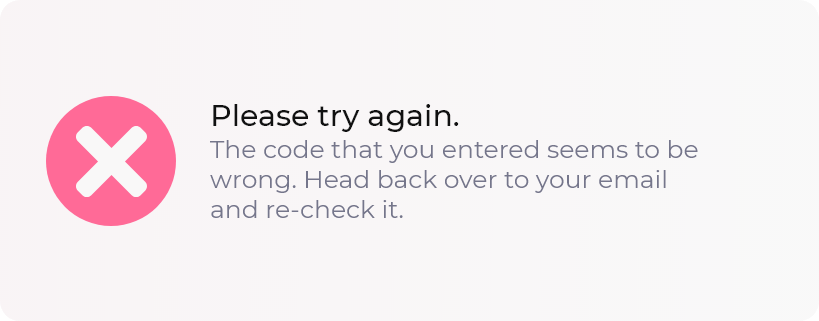 Please try again.
The code that you entered seems to be
wrong. Head back over to your email
and re-check it.